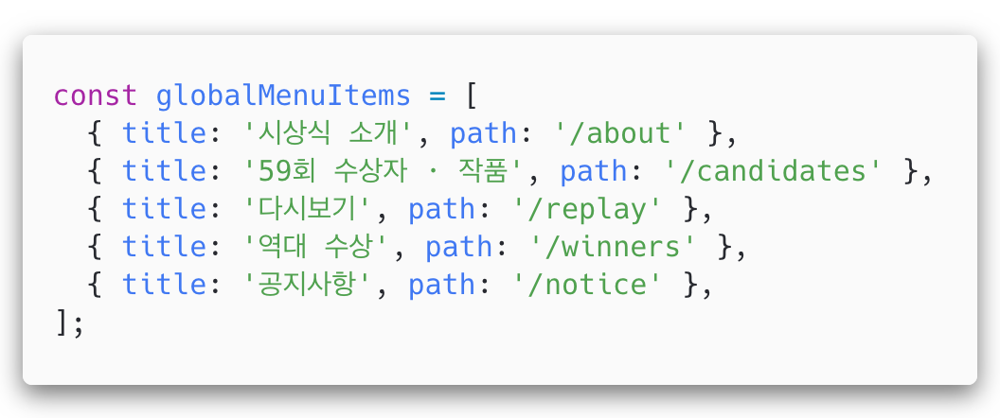 const globalMenuItems = [
  { title: '시상식 소개', path: '/about' },
  { title: '59회 수상자 · 작품', path: '/candidates' },
  { title: '다시보기', path: '/replay' },
  { title: '역대 수상', path: '/winners' },
  { title: '공지사항', path: '/notice' },
];